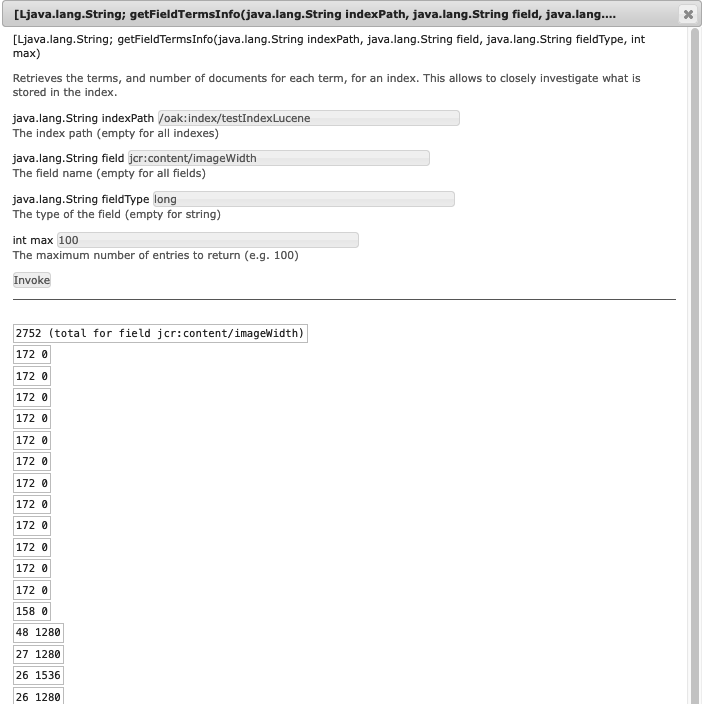 [Ljava.lang.String; getFieldTermsInfo(java.lang.String indexPath, java.lang.String field, java.lang....
[Ljava.lang.String; getFieldTermsInfo(java.lang.String indexPath, java.lang.String field, java.lang.String fieldType, int
max)
Retrieves the terms, and number of documents for each term, for an index. This allows to closely investigate what is
stored in the index.
java.lang.String indexPath /oak:index/testIndexLucene
The index path (empty for all indexes)
java.lang.String field jcr:content/imageWidth
The field name (empty for all fields)
java.lang.String fieldType long
The type of the field (empty for string)
int max 100
The maximum number of entries to return (e.g. 100)
Invoke
2752 (total for field jcr:content/imageWidth)
172 0
172 0
172 0
172 0
172 0
172 0
172 0
172 0
172 0
172 0
172 0
172 0
158 0
48 1280
27 1280
26 1536
26 1280